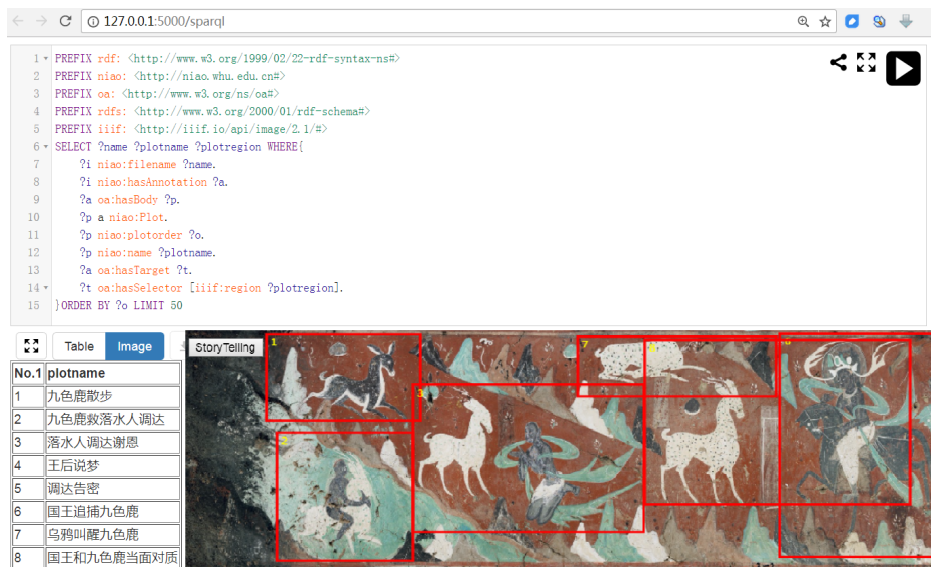 127.0.0.1:5000/sparql
1 PREFIX rdf: <http://www.w3.org/1999/02/22-rdf-syntax-ns#>
2 PREFIX niao: <http://niao.whu.edu.cn#>
3 PREFIX oa: <http://www.w3.org/ns/oa#>
4 PREFIX rdfs: <http://www.w3.org/2000/01/rdf-schema#>
5 PREFIX iiif: <http://iiif.io/api/image/2.1/#>
6 SELECT ?name ?plotname ?plotregion WHERE{
7 ?i niao:filename ?name.
8 ?i niao:hasAnnotation ?a.
9 ?a oa:hasBody ?p.
10 ?p a niao:Plot.
11 ?p niao:plotorder ?o.
12 ?p niao:name ?plotname.
13 ?a oa:hasTarget ?t.
14 ?t oa:hasSelector [iiif:region ?plotregion].
15 }ORDER BY ?o LIMIT 50
Table Image
StoryTelling
No.1 plotname
1 九色鹿散步
2 九色鹿救落水人调达
3 落水人调达谢恩
4 王后说梦
5 调达告密
6 国王追捕九色鹿
7 乌鸦叫醒九色鹿
8 国王和九色鹿当面对质
1
7
3
2